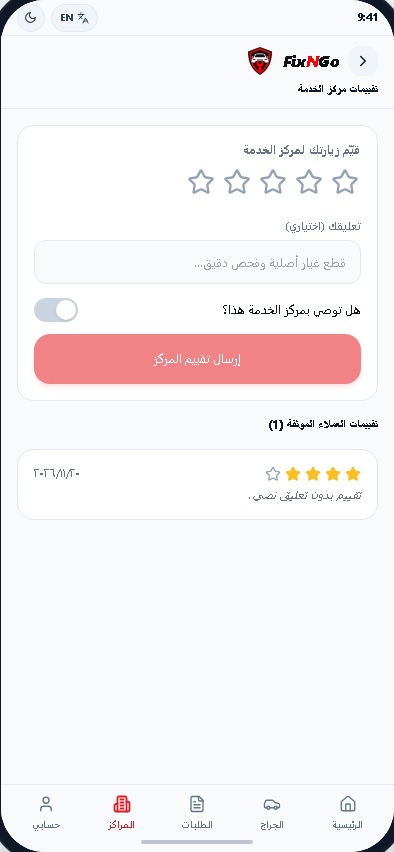 9:41
EN
FixNGo
تقييمات مركز الخدمة
قيّم زيارتك لمركز الخدمة
تعليقك (اختياري)
قطع غيار أصلية وفحص دقيق...
هل توصي بمركز الخدمة هذا؟
إرسال تقييم المركز
تقييمات العملاء الموثقة (1)
٢٠٢٦/١١/٢٠
تقييم بدون تعليق نصي.
الرئيسية
الجراج
الطلبات
المراكز
حسابي